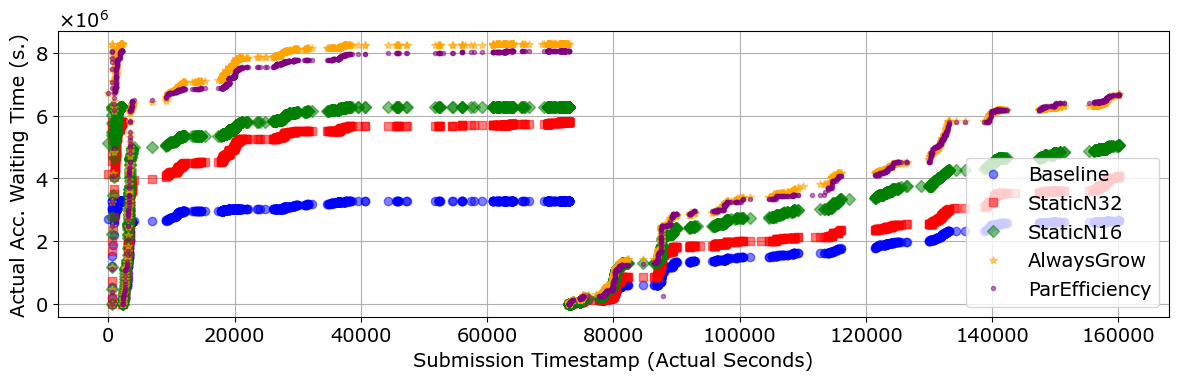 ×10⁶
Actual Acc. Waiting Time (s.)
8
6
4
2
0
0 20000 40000 60000 80000 100000 120000 140000 160000
Submission Timestamp (Actual Seconds)
Baseline
StaticN32
StaticN16
AlwaysGrow
ParEfficiency